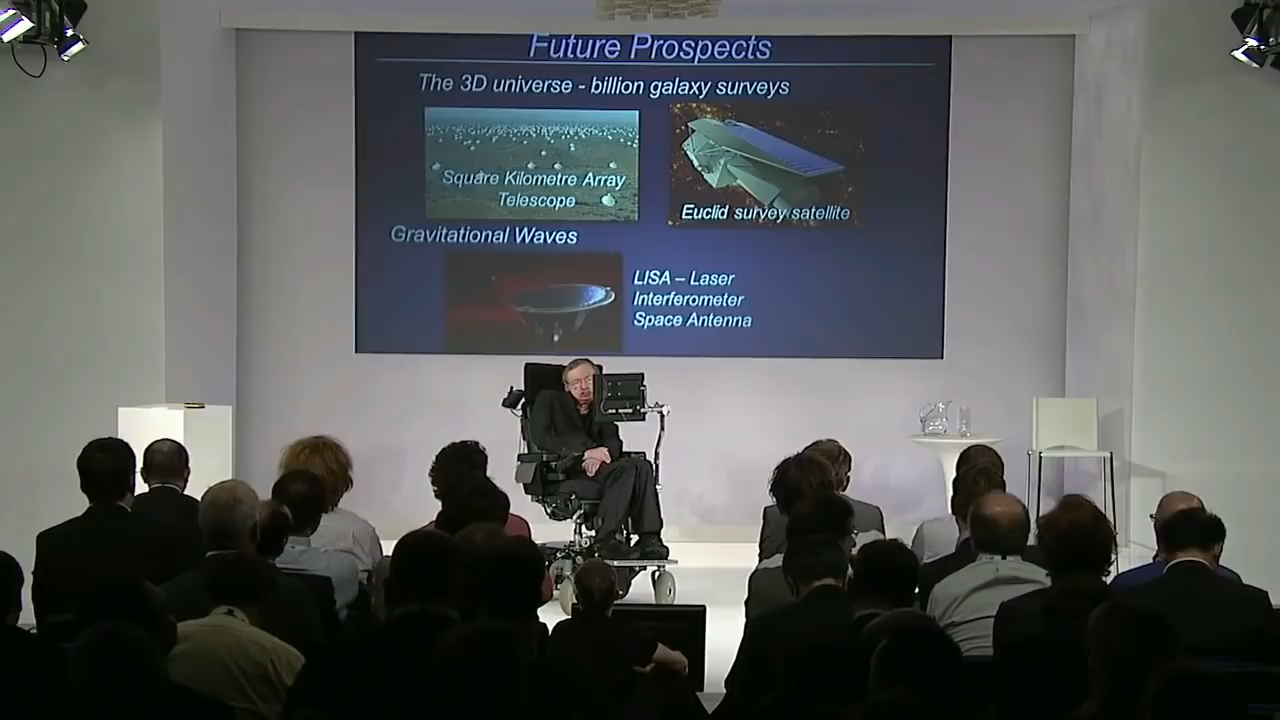 Future Prospects
The 3D universe - billion galaxy surveys
Square Kilometre Array
Telescope
Euclid survey satellite
Gravitational Waves
LISA – Laser
Interferometer
Space Antenna